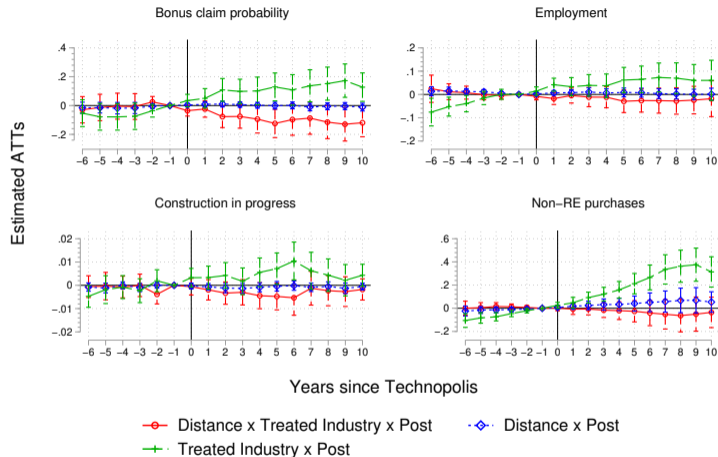 Bonus claim probability
Employment
.4
.2
0
−.2
−6 −5 −4 −3 −2 −1 0 1 2 3 4 5 6 7 8 9 10
.2
.1
0
−.1
−.2
−6 −5 −4 −3 −2 −1 0 1 2 3 4 5 6 7 8 9 10
Estimated ATTs
Construction in progress
Non−RE purchases
.02
.01
0
−.01
−.02
−6 −5 −4 −3 −2 −1 0 1 2 3 4 5 6 7 8 9 10
.6
.4
.2
0
−.2
−6 −5 −4 −3 −2 −1 0 1 2 3 4 5 6 7 8 9 10
Years since Technopolis
Distance x Treated Industry x Post
Distance x Post
Treated Industry x Post